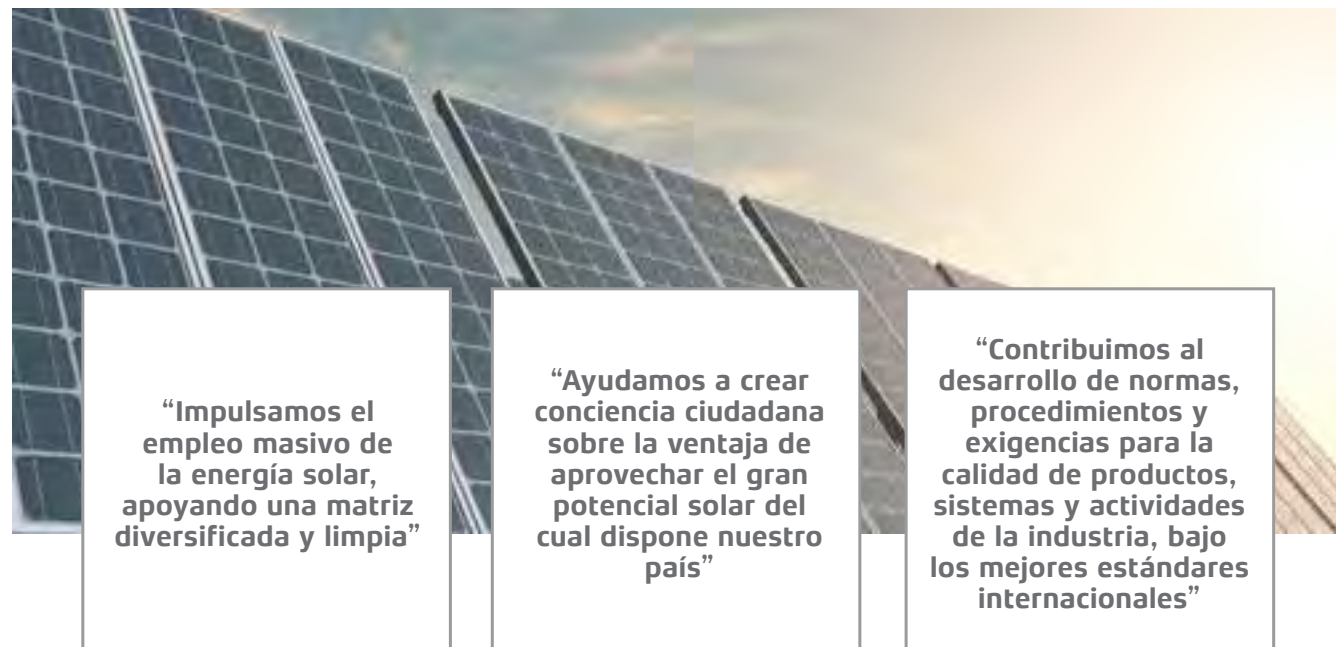 “Impulsamos el
empleo masivo de
la energía solar,
apoyando una matriz
diversificada y limpia”
“Ayudamos a crear
conciencia ciudadana
sobre la ventaja de
aprovechar el gran
potencial solar del
cual dispone nuestro
país”
“Contribuimos al
desarrollo de normas,
procedimientos y
exigencias para la
calidad de productos,
sistemas y actividades
de la industria, bajo
los mejores estándares
internacionales”